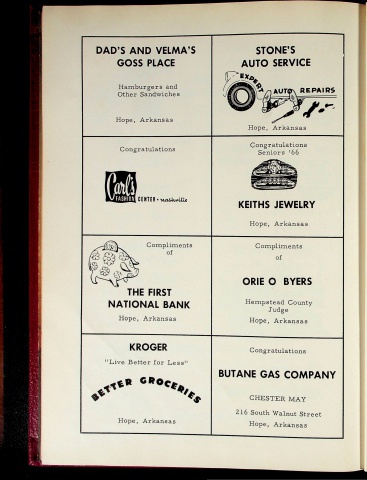 DAD'S AND VELMA'S
GOSS PLACE
Hamburgers and
Other Sandwiches
Hope, Arkansas
STONE'S
AUTO SERVICE
EXPERT
AUTO REPAIRS
Hope, Arkansas
Congratulations
Carl's
FASHION CENTER • nashville
Congratulations
Seniors '66
KEITHS JEWELRY
Hope, Arkansas
Compliments
of
THE FIRST
NATIONAL BANK
Hope, Arkansas
Compliments
of
ORIE O BYERS
Hempstead County
Judge
Hope, Arkansas
KROGER
"Live Better for Less"
BETTER GROCERIES
Hope, Arkansas
Congratulations
BUTANE GAS COMPANY
CHESTER MAY
216 South Walnut Street
Hope, Arkansas